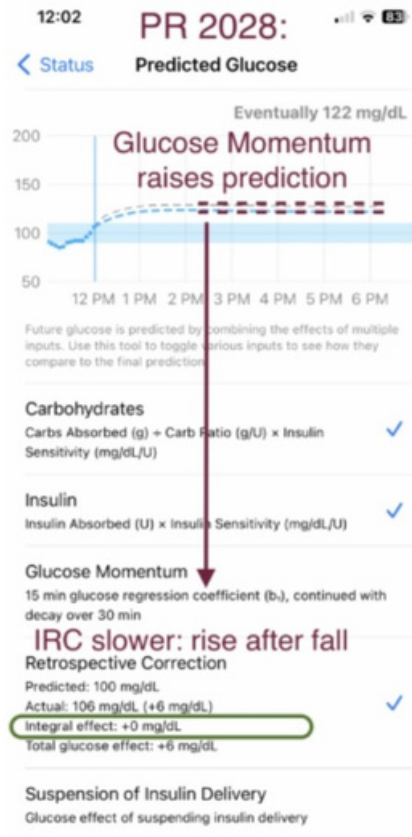 12:02
PR 2028:
83
Status
Predicted Glucose
Eventually 122 mg/dL
200
Glucose Momentum
raises prediction
150
100
50
12 PM 1 PM 2 PM 3 PM 4 PM 5 PM 6 PM
Future glucose is predicted by combining the effects of multiple
inputs. Use this tool to toggle various inputs to see how they
compare to the final prediction.
Carbohydrates
Carbs Absorbed (g) ÷ Carb Ratio (g/U) × Insulin
Sensitivity (mg/dL/U)
Insulin
Insulin Absorbed (U) × Insulin Sensitivity (mg/dL/U)
Glucose Momentum
15 min glucose regression coefficient (b₁), continued with
decay over 30 min
IRC slower: rise after fall
Retrospective Correction
Predicted: 100 mg/dL
Actual: 106 mg/dL (+6 mg/dL)
Integral effect: +0 mg/dL
Total glucose effect: +6 mg/dL
Suspension of Insulin Delivery
Glucose effect of suspending insulin delivery